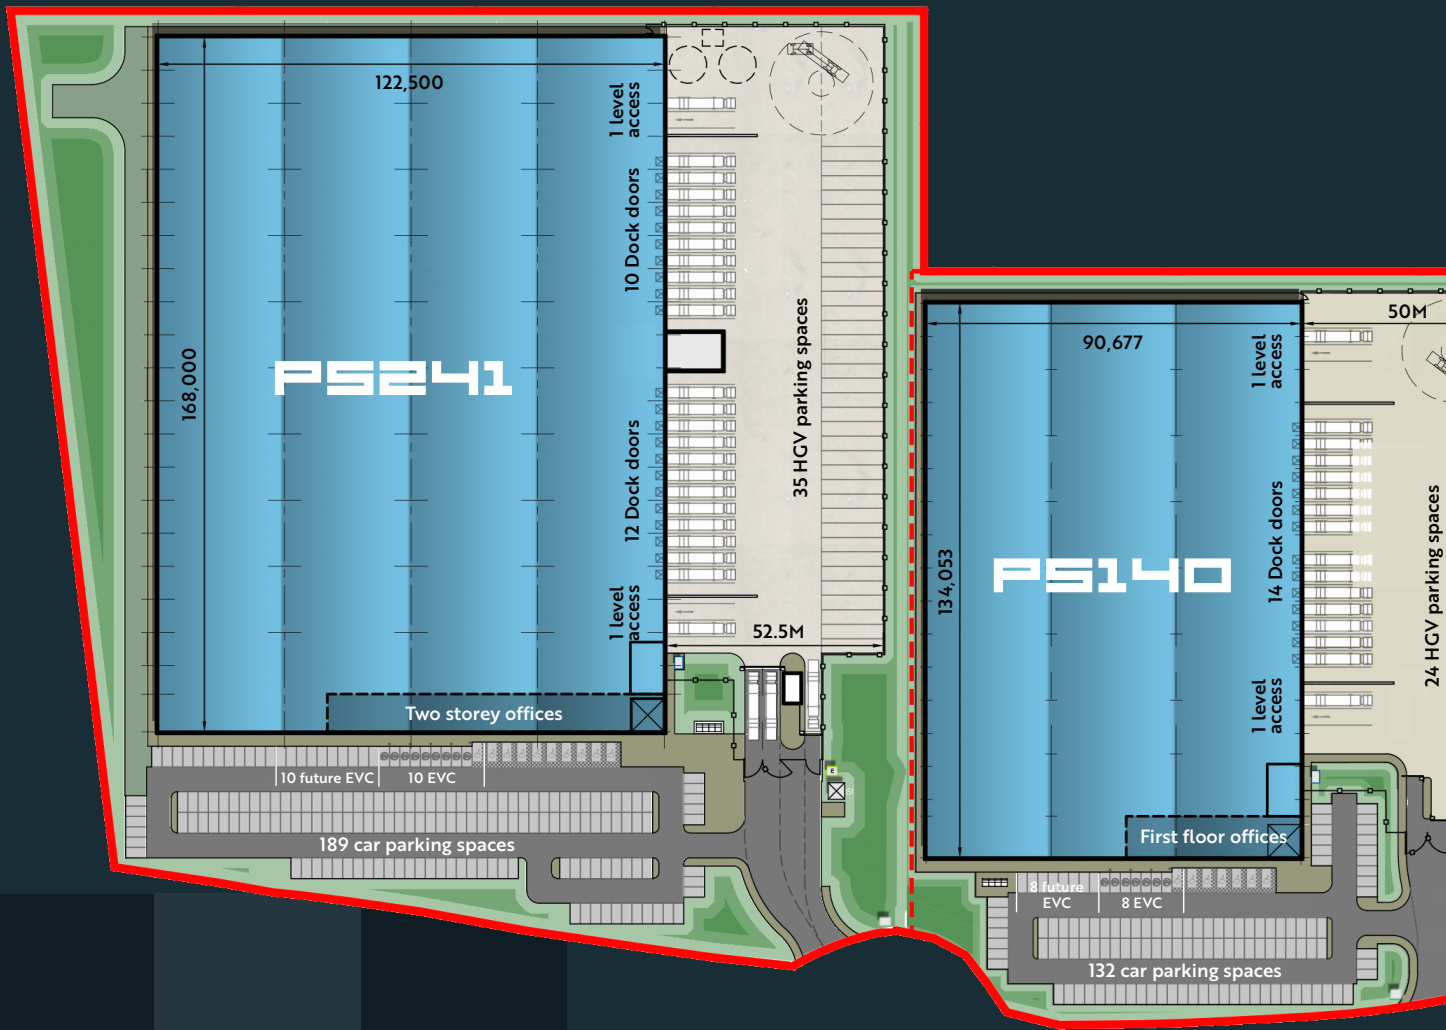 122,500
1 level
access
10 Dock doors
168,000
PS241
35 HGV parking spaces
12 Dock doors
1 level
access
52.5M
Two storey offices
10 future EVC
10 EVC
189 car parking spaces
E
50M
90,677
1 level
access
134,053
PS140
14 Dock doors
24 HGV parking spaces
1 level
access
First floor offices
8 future
EVC
8 EVC
132 car parking spaces